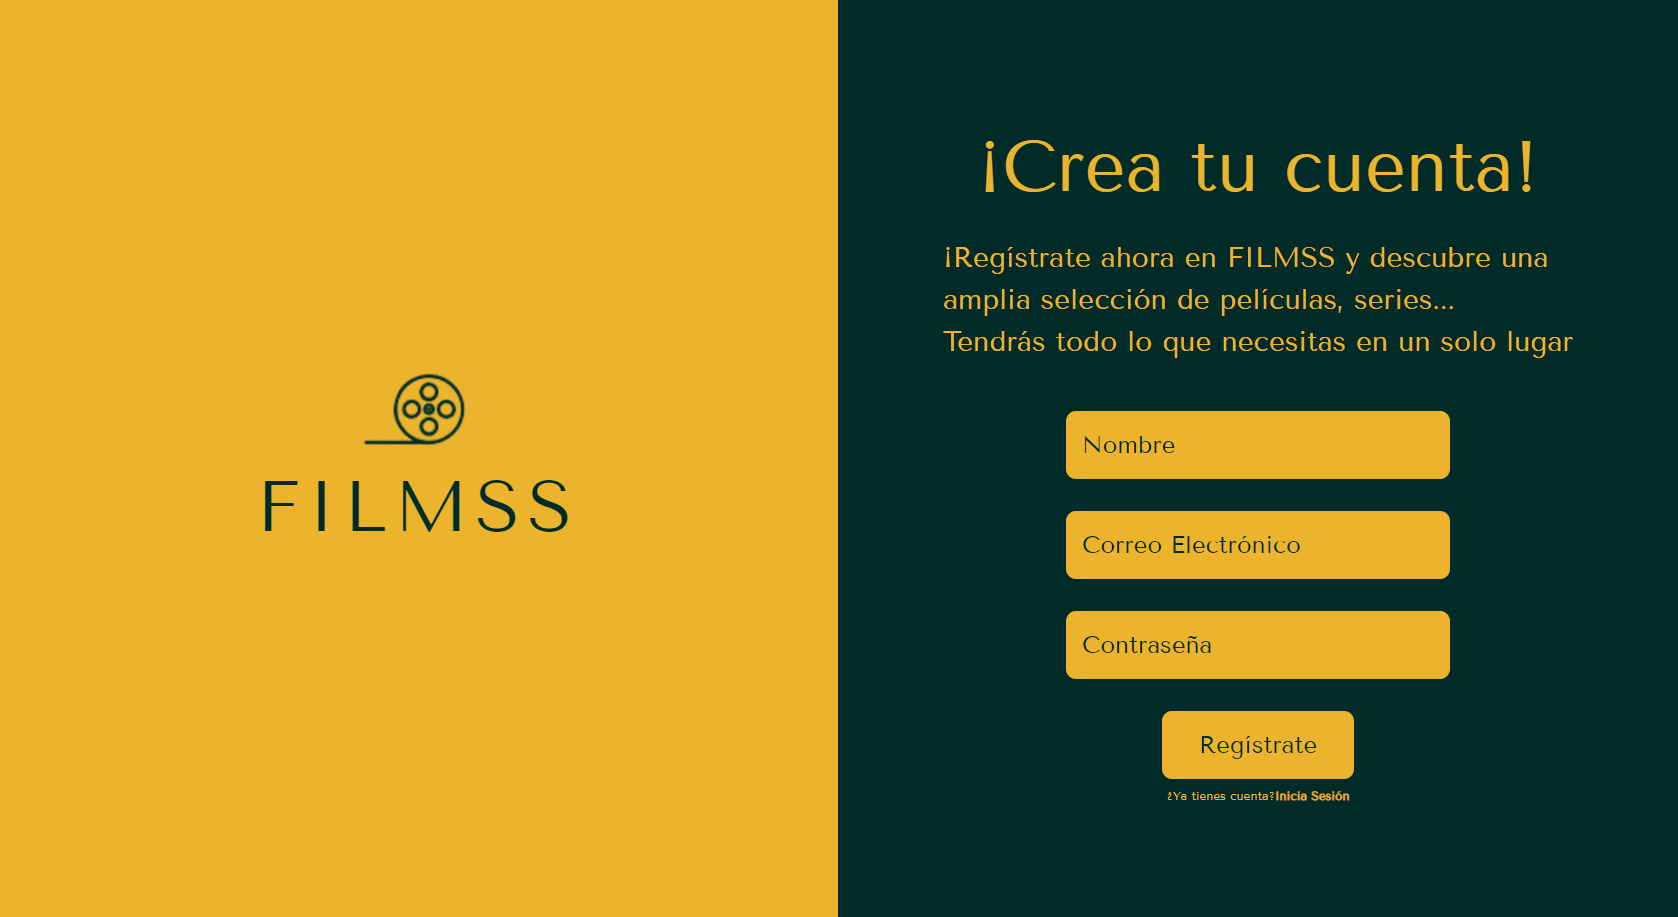 FILMSS
¡Crea tu cuenta!
¡Regístrate ahora en FILMSS y descubre una
amplia selección de películas, series...
Tendrás todo lo que necesitas en un solo lugar
Nombre
Correo Electrónico
Contraseña
Regístrate
¿Ya tienes cuenta?Inicia Sesión